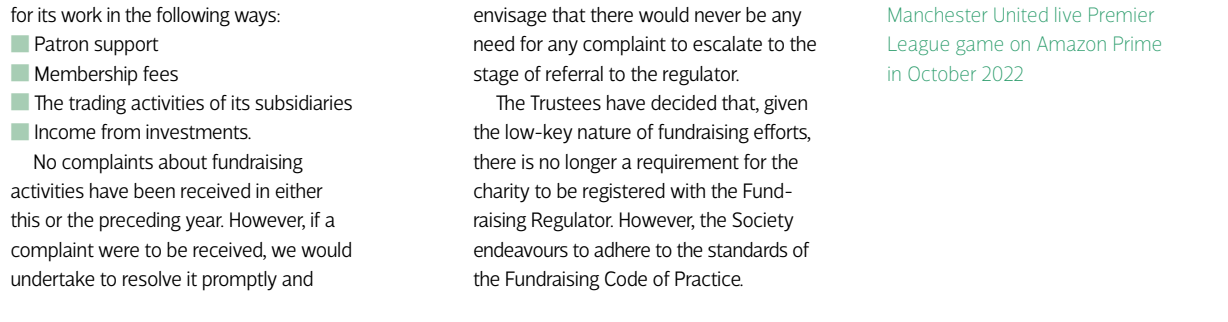 for its work in the following ways:
Patron support
Membership fees
The trading activities of its subsidiaries
Income from investments.
No complaints about fundraising
activities have been received in either
this or the preceding year. However, if a
complaint were to be received, we would
undertake to resolve it promptly and
envisage that there would never be any
need for any complaint to escalate to the
stage of referral to the regulator.
The Trustees have decided that, given
the low-key nature of fundraising efforts,
there is no longer a requirement for the
charity to be registered with the Fund-
raising Regulator. However, the Society
endeavours to adhere to the standards of
the Fundraising Code of Practice.
Manchester United live Premier
League game on Amazon Prime
in October 2022